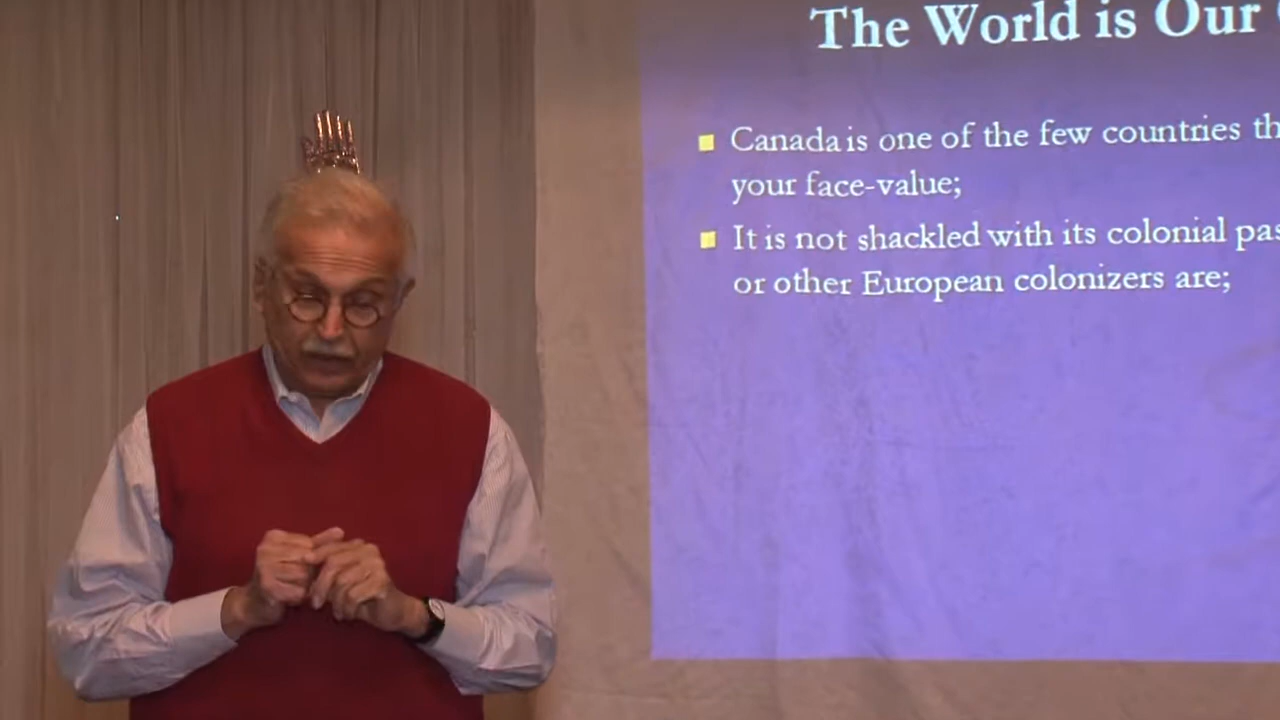 The World is Our
Canada is one of the few countries th
your face-value;
It is not shackled with its colonial pas
or other European colonizers are;